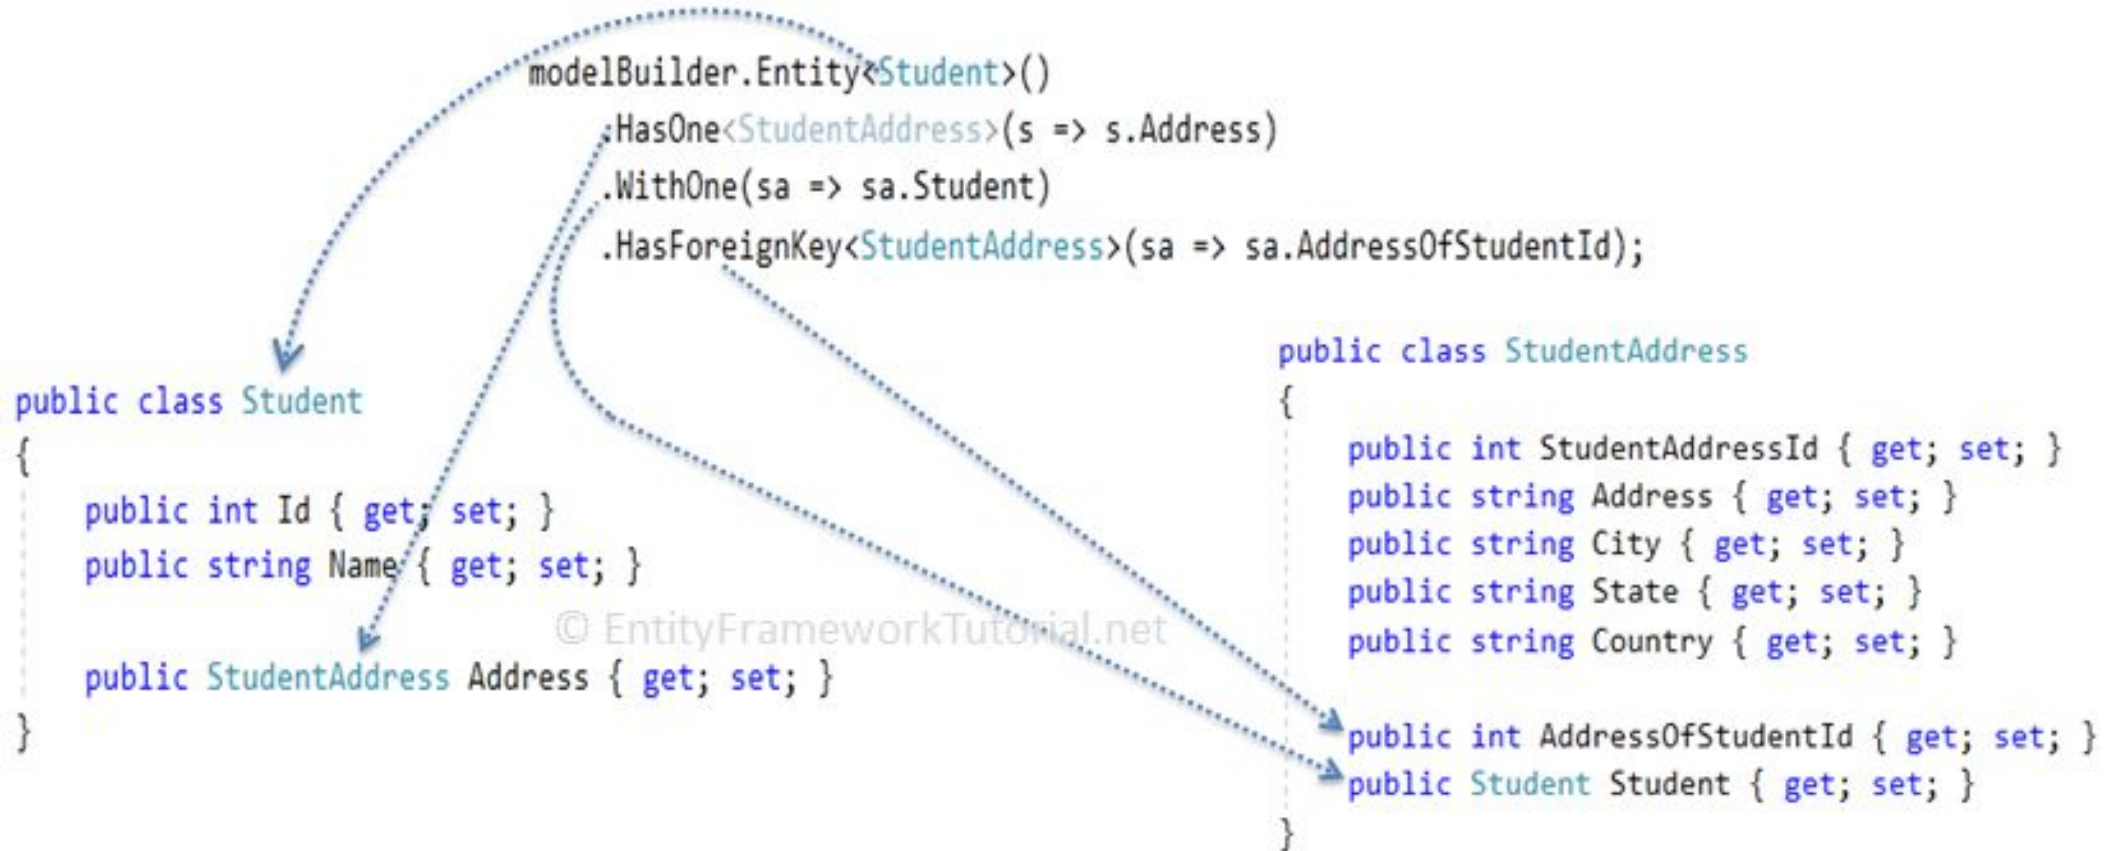 modelBuilder.Entity<Student>()
.HasOne<StudentAddress>(s => s.Address)
.WithOne(sa => sa.Student)
.HasForeignKey<StudentAddress>(sa => sa.AddressOfStudentId);
public class Student
{
public int Id { get; set; }
public string Name { get; set; }
public StudentAddress Address { get; set; }
}
© EntityFrameworkTutorial.net
public class StudentAddress
{
public int StudentAddressId { get; set; }
public string Address { get; set; }
public string City { get; set; }
public string State { get; set; }
public string Country { get; set; }
public int AddressOfStudentId { get; set; }
public Student Student { get; set; }
}